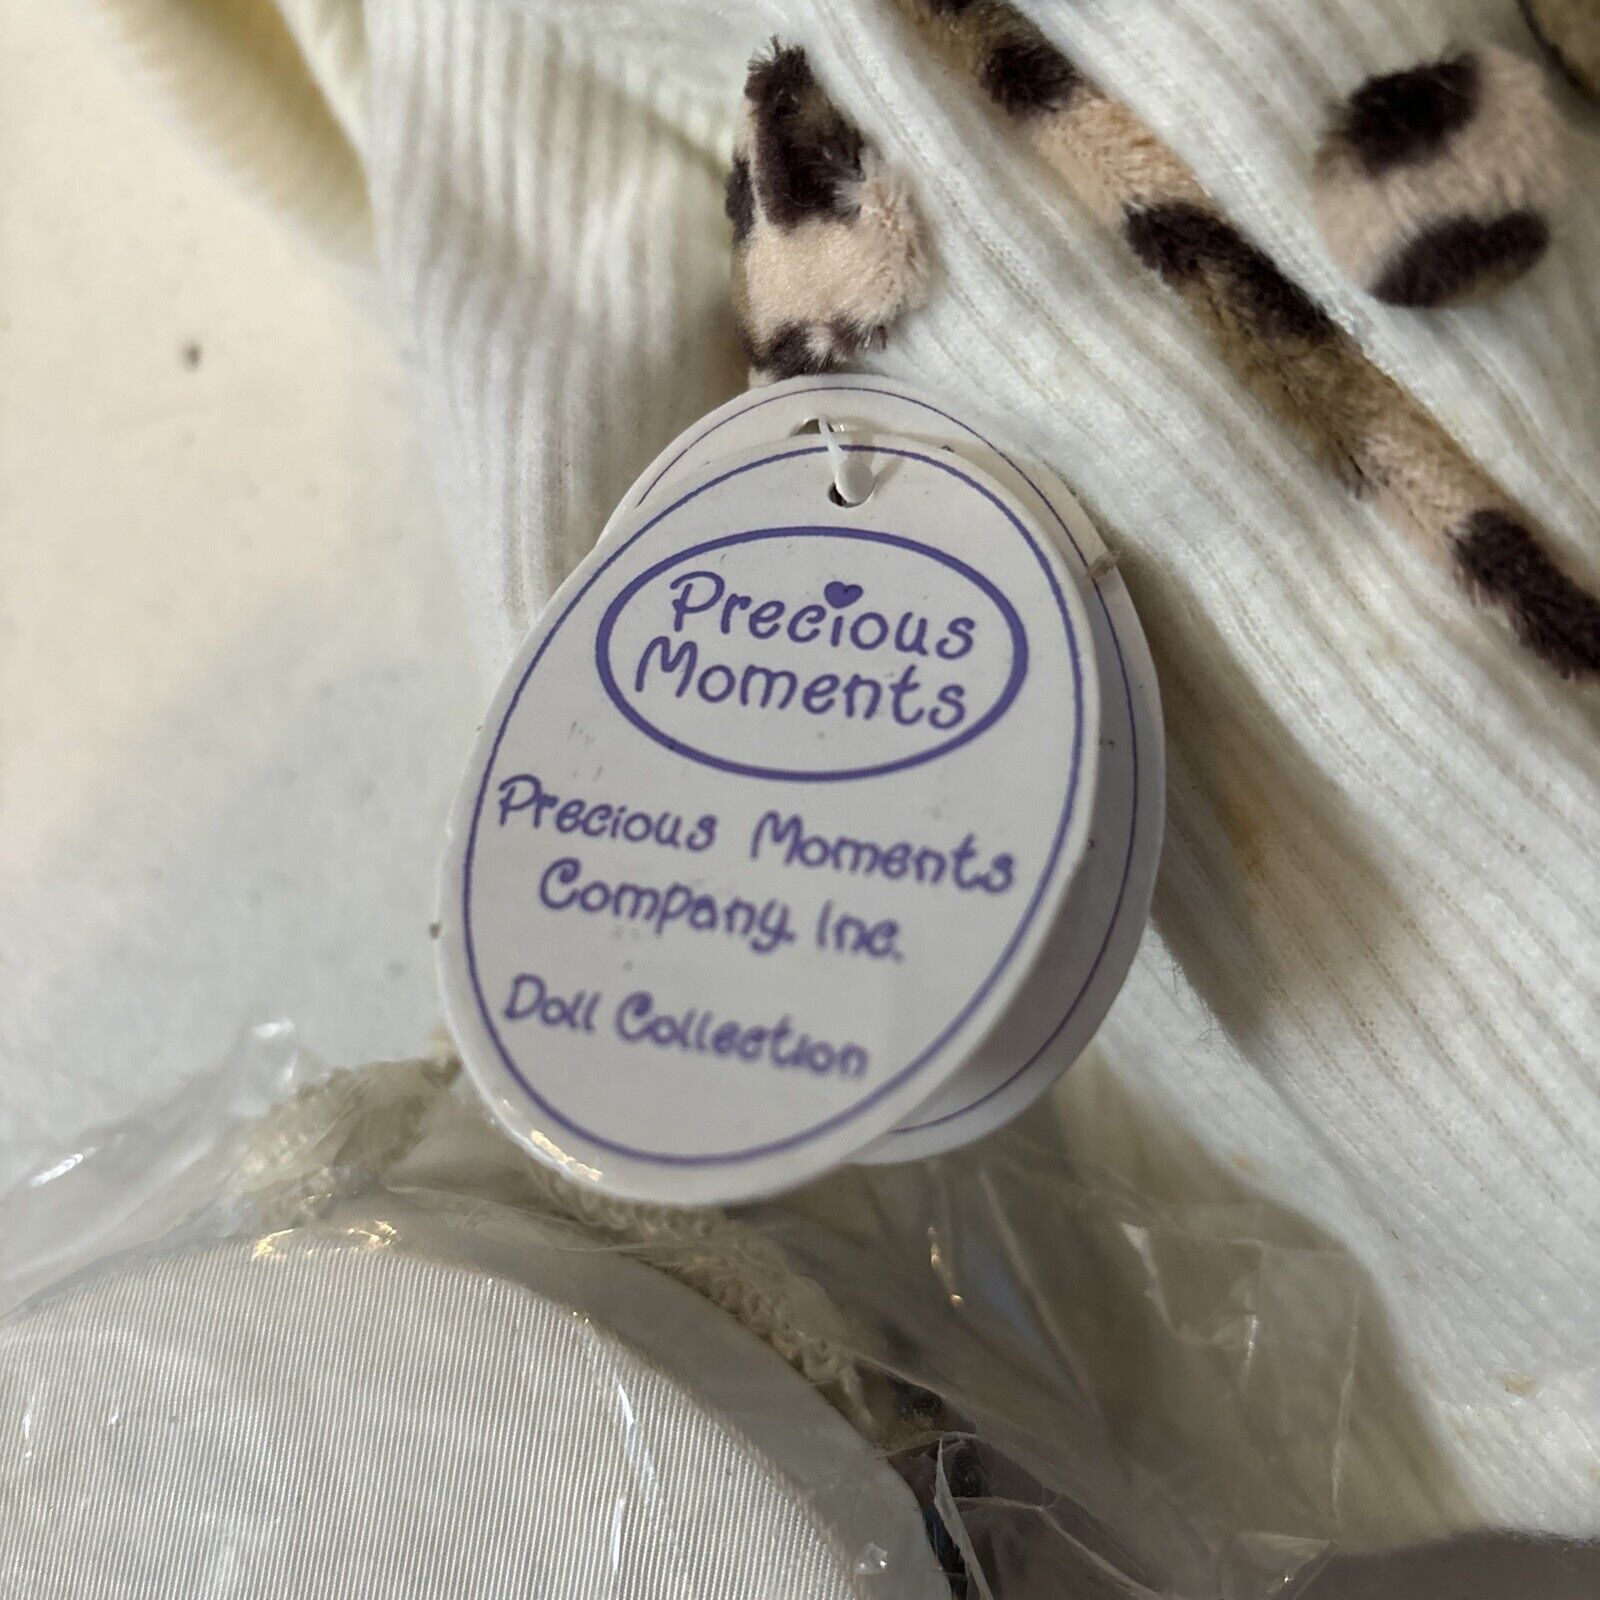 Precious
Moments
Precious Moments
Company, Inc.
Doll Collection